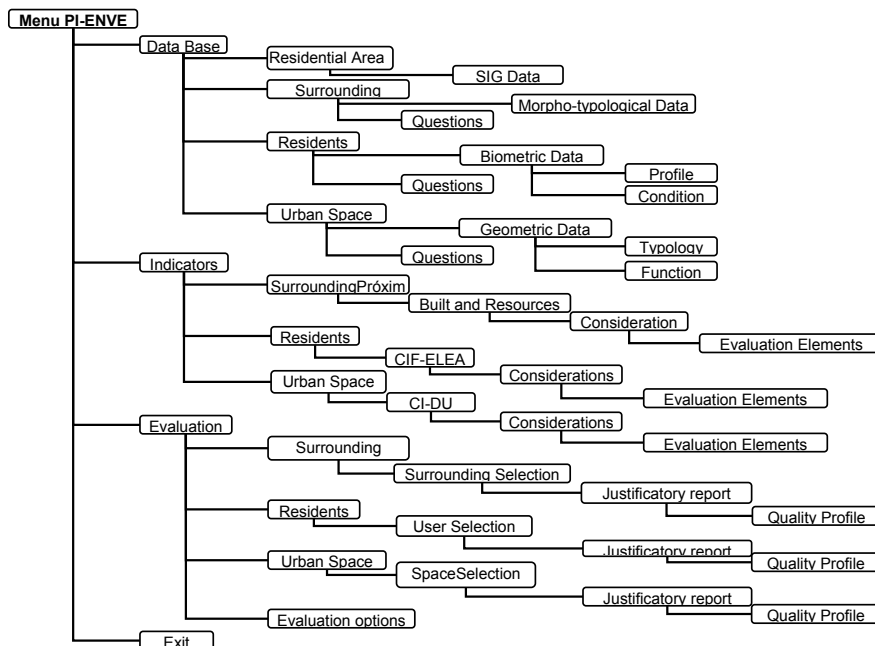 Menu PI-ENVE
Data Base
Residential Area
SIG Data
Surrounding
Morpho-typological Data
Questions
Residents
Biometric Data
Profile
Questions
Condition
Urban Space
Geometric Data
Typology
Questions
Function
Indicators
SurroundingPróxim
Built and Resources
Consideration
Evaluation Elements
Residents
CIF-ELEA
Considerations
Urban Space
Evaluation Elements
CI-DU
Considerations
Evaluation Elements
Evaluation
Surrounding
Surrounding Selection
Justificatory report
Quality Profile
Residents
User Selection
Justificatory report
Quality Profile
Urban Space
SpaceSelection
Justificatory report
Quality Profile
Evaluation options
Exit